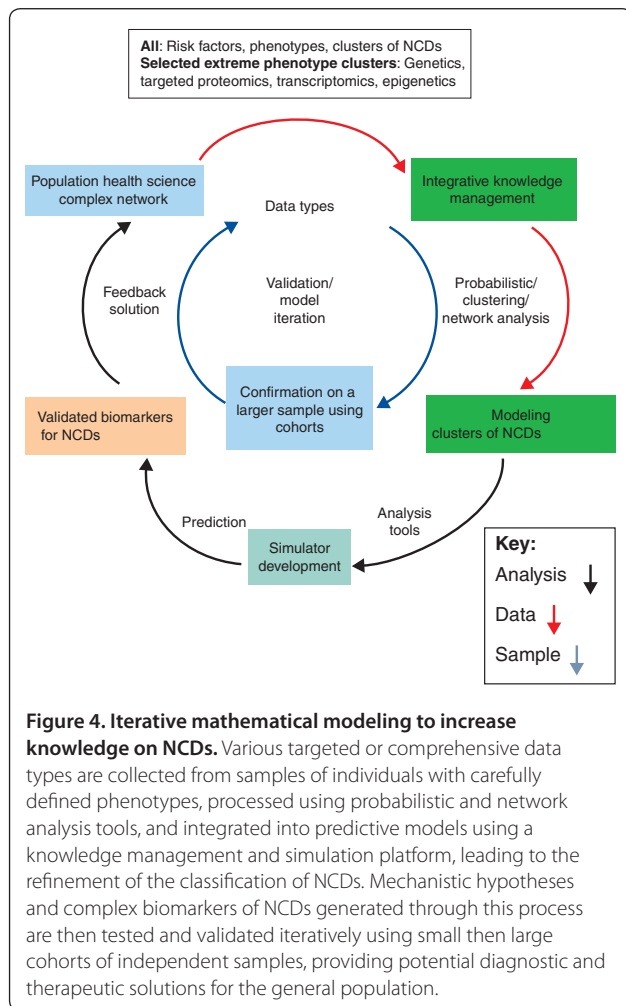 All: Risk factors, phenotypes, clusters of NCDs
Selected extreme phenotype clusters: Genetics,
targeted proteomics, transcriptomics, epigenetics
Population health science
complex network
Integrative knowledge
management
Data types
Feedback
solution
Validation/
model
iteration
Probabilistic/
clustering/
network analysis
Validated biomarkers
for NCDs
Confirmation on a
larger sample using
cohorts
Modeling
clusters of NCDs
Prediction
Analysis
tools
Simulator
development
Key:
Analysis
Data
Sample
Figure 4. Iterative mathematical modeling to increase
knowledge on NCDs. Various targeted or comprehensive data
types are collected from samples of individuals with carefully
defined phenotypes, processed using probabilistic and network
analysis tools, and integrated into predictive models using a
knowledge management and simulation platform, leading to the
refinement of the classification of NCDs. Mechanistic hypotheses
and complex biomarkers of NCDs generated through this process
are then tested and validated iteratively using small then large
cohorts of independent samples, providing potential diagnostic and
therapeutic solutions for the general population.